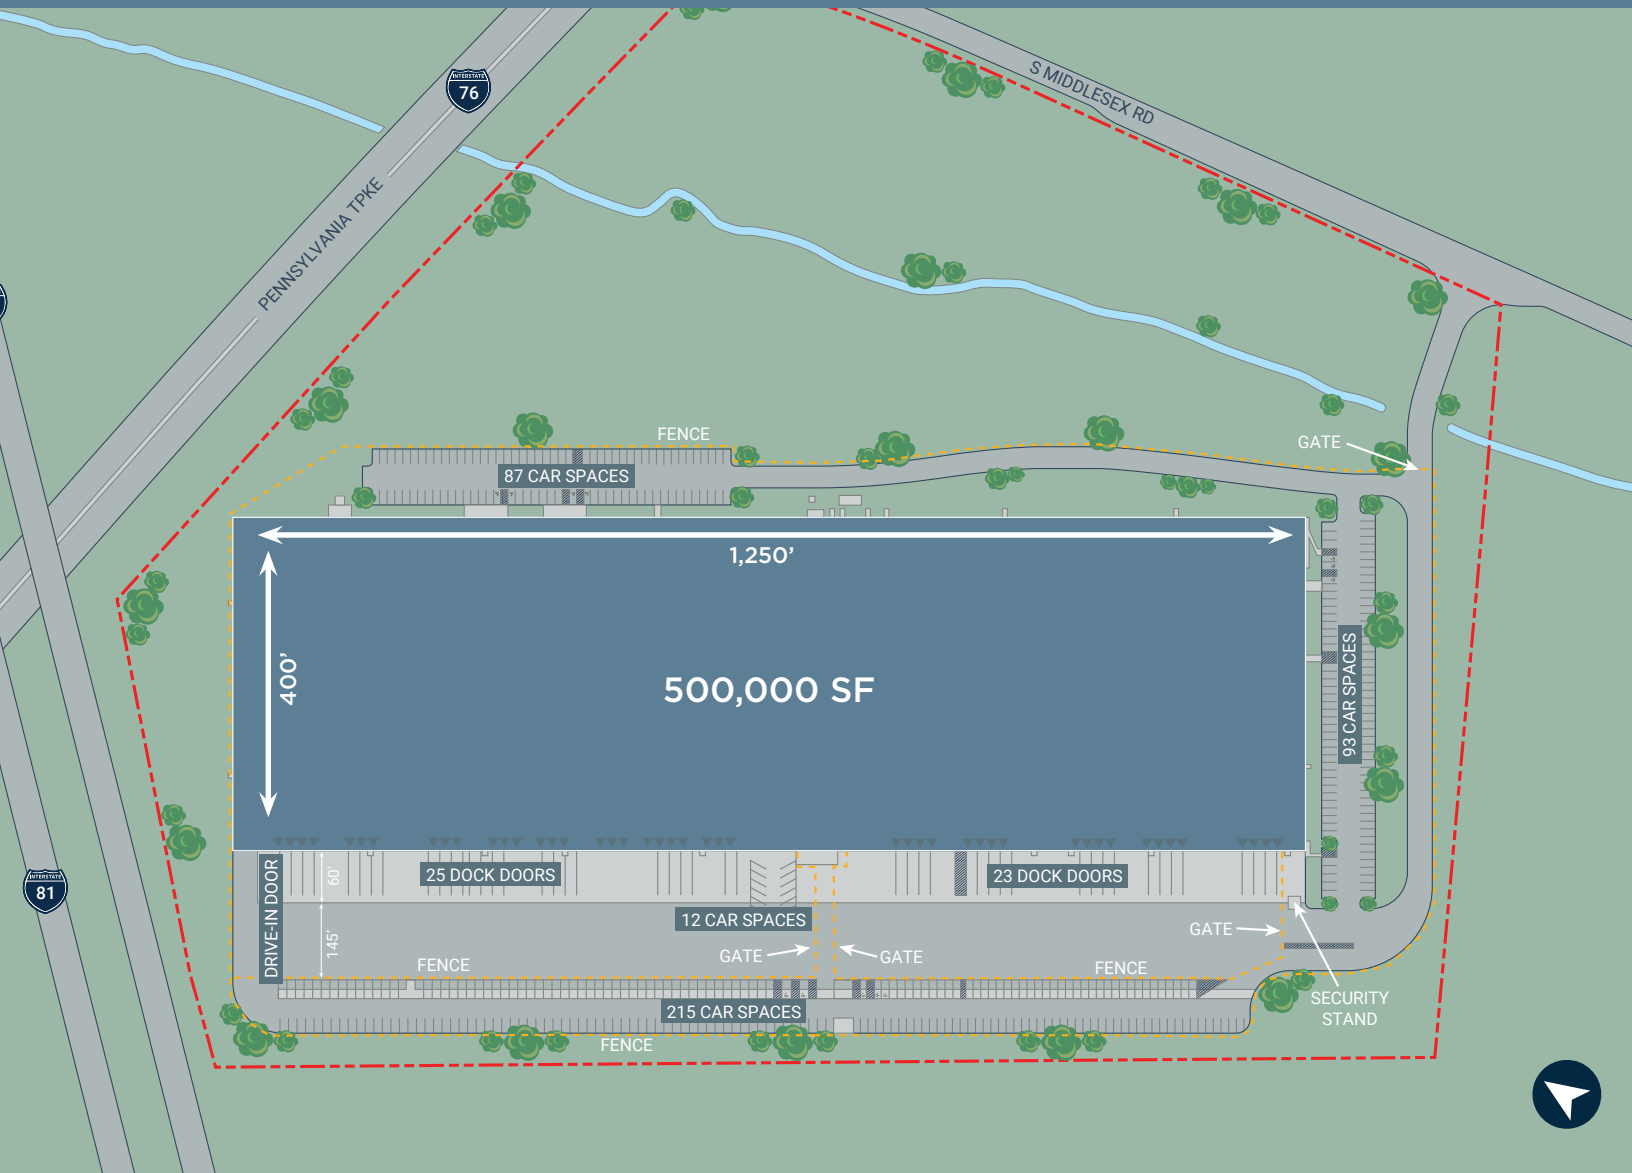 S MIDDLESEX RD
INTERSTATE
76
PENNSYLVANIA TPKE
FENCE
GATE
87 CAR SPACES
1,250’
400’
500,000 SF
93 CAR SPACES
DRIVE-IN DOOR
60’
25 DOCK DOORS
23 DOCK DOORS
INTERSTATE
81
12 CAR SPACES
145’
GATE
GATE
GATE
FENCE
FENCE
215 CAR SPACES
SECURITY
STAND
FENCE